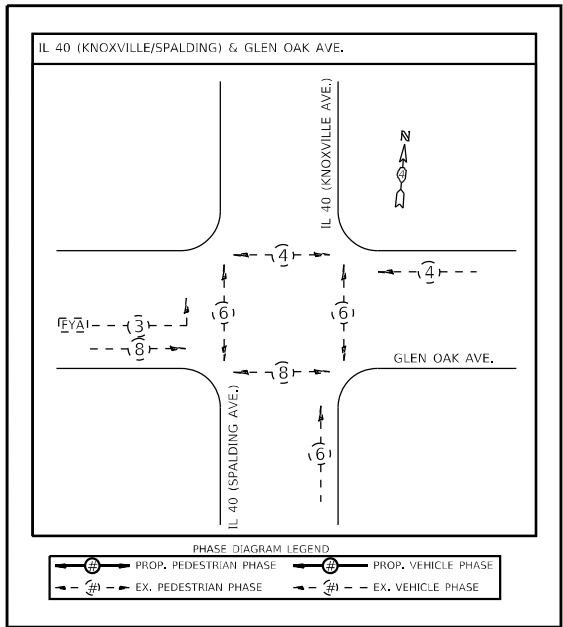 IL 40 (KNOXVILLE/SPALDING) & GLEN OAK AVE.
IL 40 (KNOXVILLE AVE.)
N
4
4
4
6
6
FYA
3
8
8
GLEN OAK AVE.
IL 40 (SPALDING AVE.)
6
PHASE DIAGRAM LEGEND
# PROP. PEDESTRIAN PHASE
# PROP. VEHICLE PHASE
# EX. PEDESTRIAN PHASE
# EX. VEHICLE PHASE